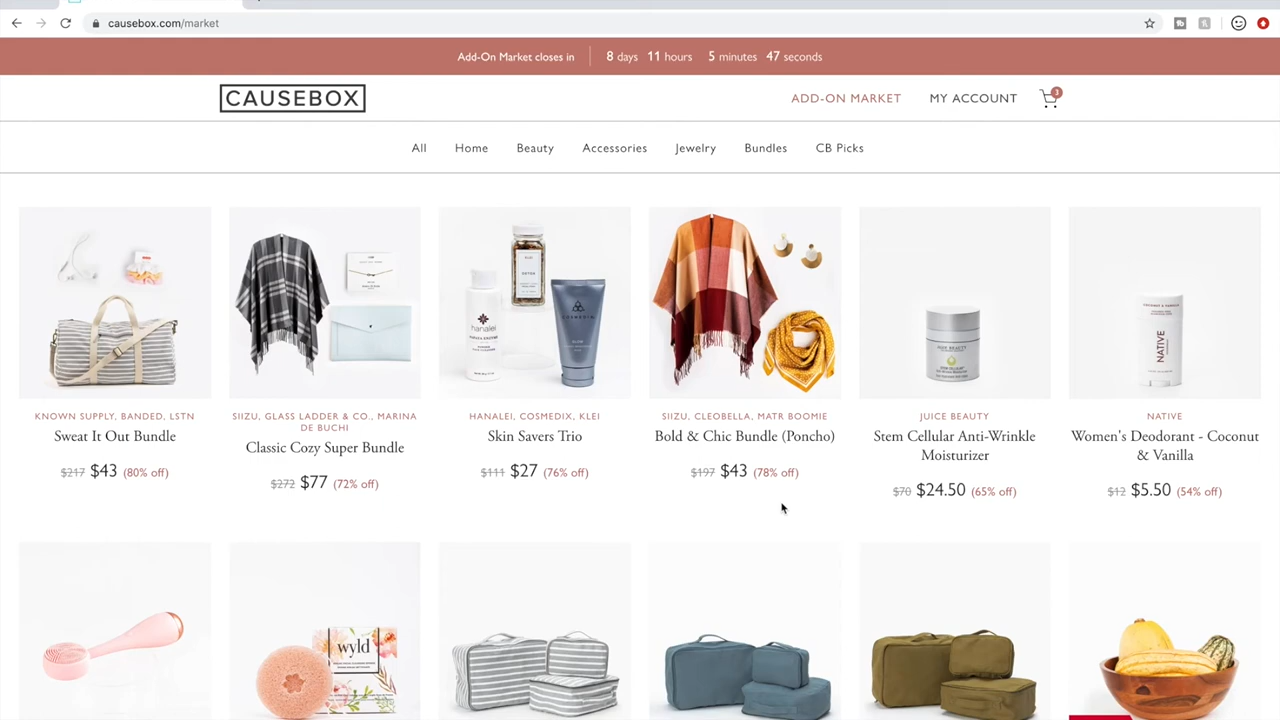 causebox.com/market
Add-On Market closes in 8 days 11 hours 5 minutes 47 seconds
CAUSEBOX
ADD-ON MARKET MY ACCOUNT 3
All Home Beauty Accessories Jewelry Bundles CB Picks
hanalei
NATIVE
KNOWN SUPPLY, BANDED, LSTN
Sweat It Out Bundle
$217 $43 (80% off)
SIIZU, GLASS LADDER & CO., MARINA
DE BUCHI
Classic Cozy Super Bundle
$272 $77 (72% off)
HANALEI, COSMEDIX, KLEI
Skin Savers Trio
$111 $27 (76% off)
SIIZU, CLEOBELLA, MATR BOOMIE
Bold & Chic Bundle (Poncho)
$197 $43 (78% off)
JUICE BEAUTY
Stem Cellular Anti-Wrinkle
Moisturizer
$70 $24.50 (65% off)
NATIVE
Women's Deodorant - Coconut
& Vanilla
$12 $5.50 (54% off)
wyld